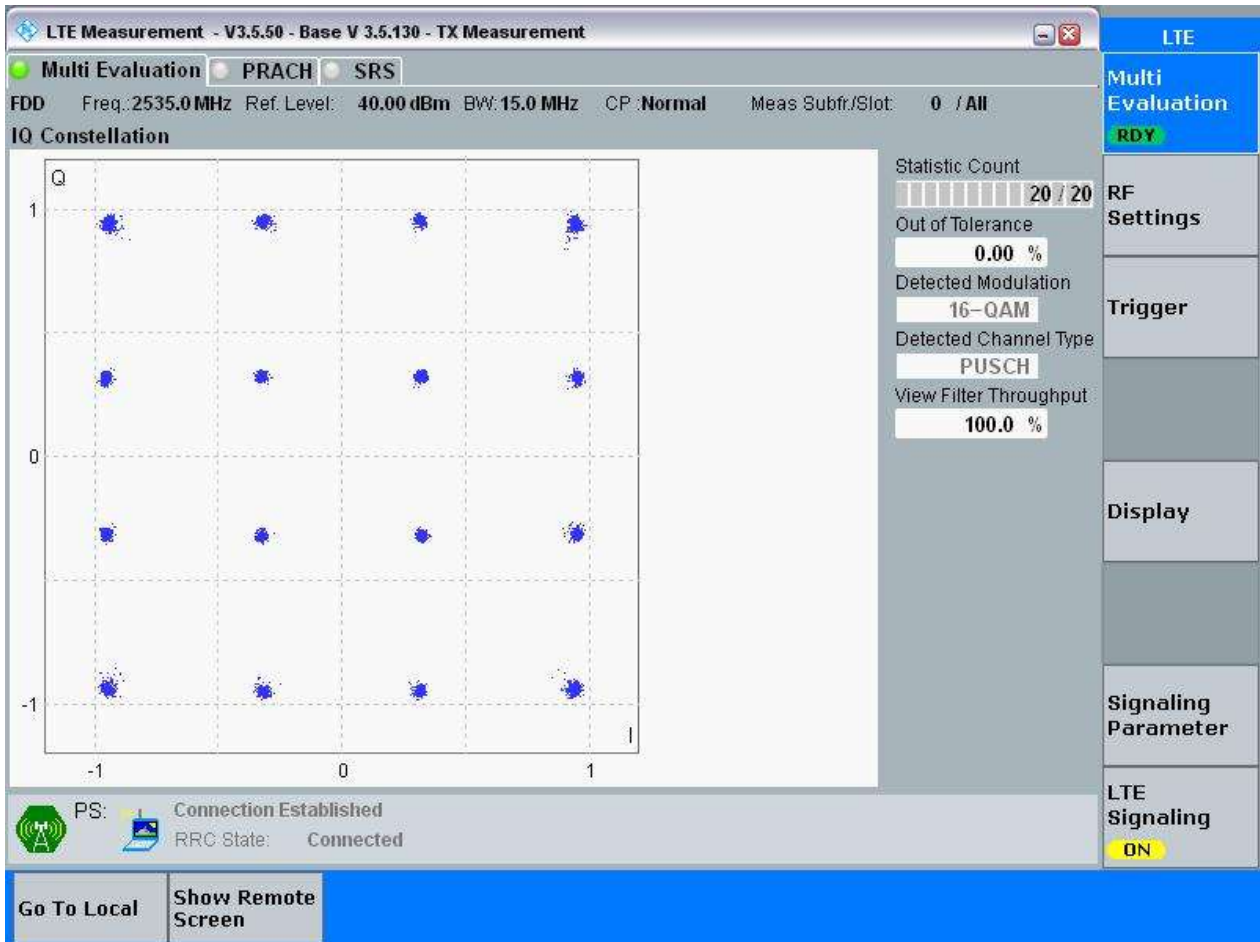 LTE Measurement - V3.5.50 - Base V 3.5.130 - TX Measurement
Multi Evaluation PRACH SRS
FDD Freq.:2535.0 MHz Ref. Level: 40.00 dBm BW:15.0 MHz CP :Normal Meas Subfr./Slot: 0 / All
IQ Constellation
Q
1
0
-1
I
-1 0 1
Statistic Count
20 / 20
Out of Tolerance
0.00 %
Detected Modulation
16-QAM
Detected Channel Type
PUSCH
View Filter Throughput
100.0 %
PS: Connection Established
RRC State: Connected
LTE
Multi
Evaluation
RDY
RF
Settings
Trigger
Display
Signaling
Parameter
LTE
Signaling
ON
Go To Local
Show Remote
Screen